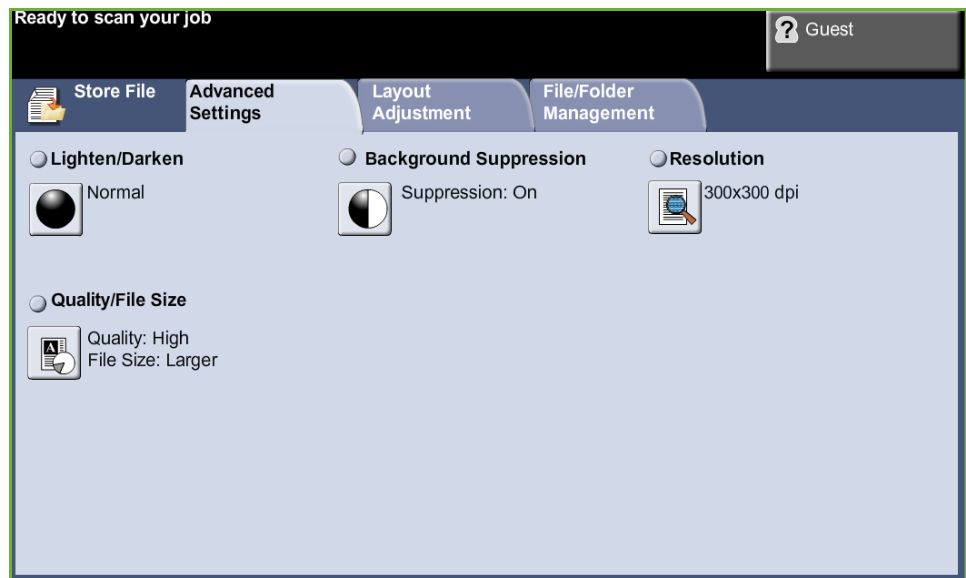 Ready to scan your job
? Guest
Store File
Advanced
Settings
Layout
Adjustment
File/Folder
Management
Lighten/Darken
Normal
Background Suppression
Suppression: On
Resolution
300x300 dpi
Quality/File Size
A
Quality: High
File Size: Larger